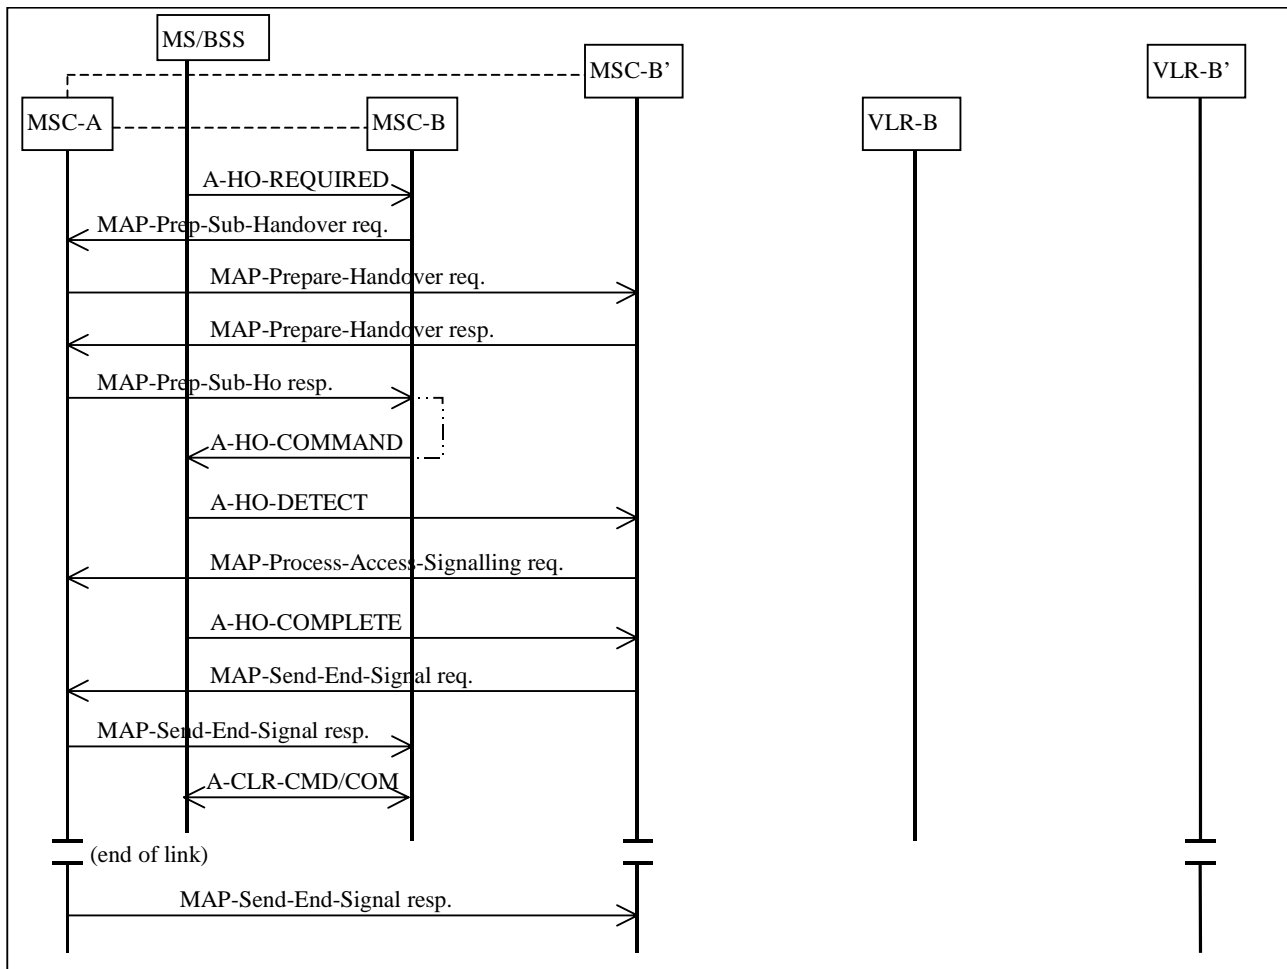 MS/BSS
MSC-B’
VLR-B’
MSC-A
MSC-B
VLR-B
A-HO-REQUIRED
MAP-Prep-Sub-Handover req.
MAP-Prepare-Handover req.
MAP-Prepare-Handover resp.
MAP-Prep-Sub-Ho resp.
A-HO-COMMAND
A-HO-DETECT
MAP-Process-Access-Signalling req.
A-HO-COMPLETE
MAP-Send-End-Signal req.
MAP-Send-End-Signal resp.
A-CLR-CMD/COM
(end of link)
MAP-Send-End-Signal resp.